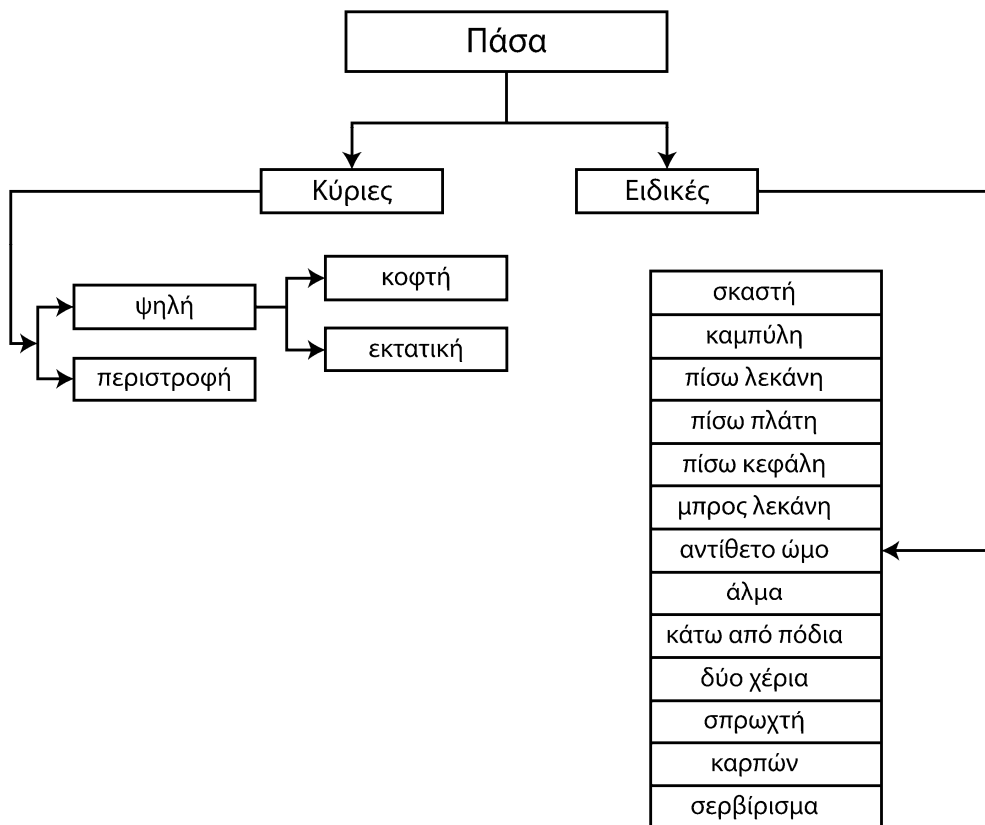 Πάσα
Κύριες
Ειδικές
ψηλή
κοφτή
εκτατική
περιστροφή
σκαστή
καμπύλη
πίσω λεκάνη
πίσω πλάτη
πίσω κεφάλη
μπρος λεκάνη
αντίθετο ώμο
άλμα
κάτω από πόδια
δύο χέρια
σπρωχτή
καρπών
σερβίρισμα